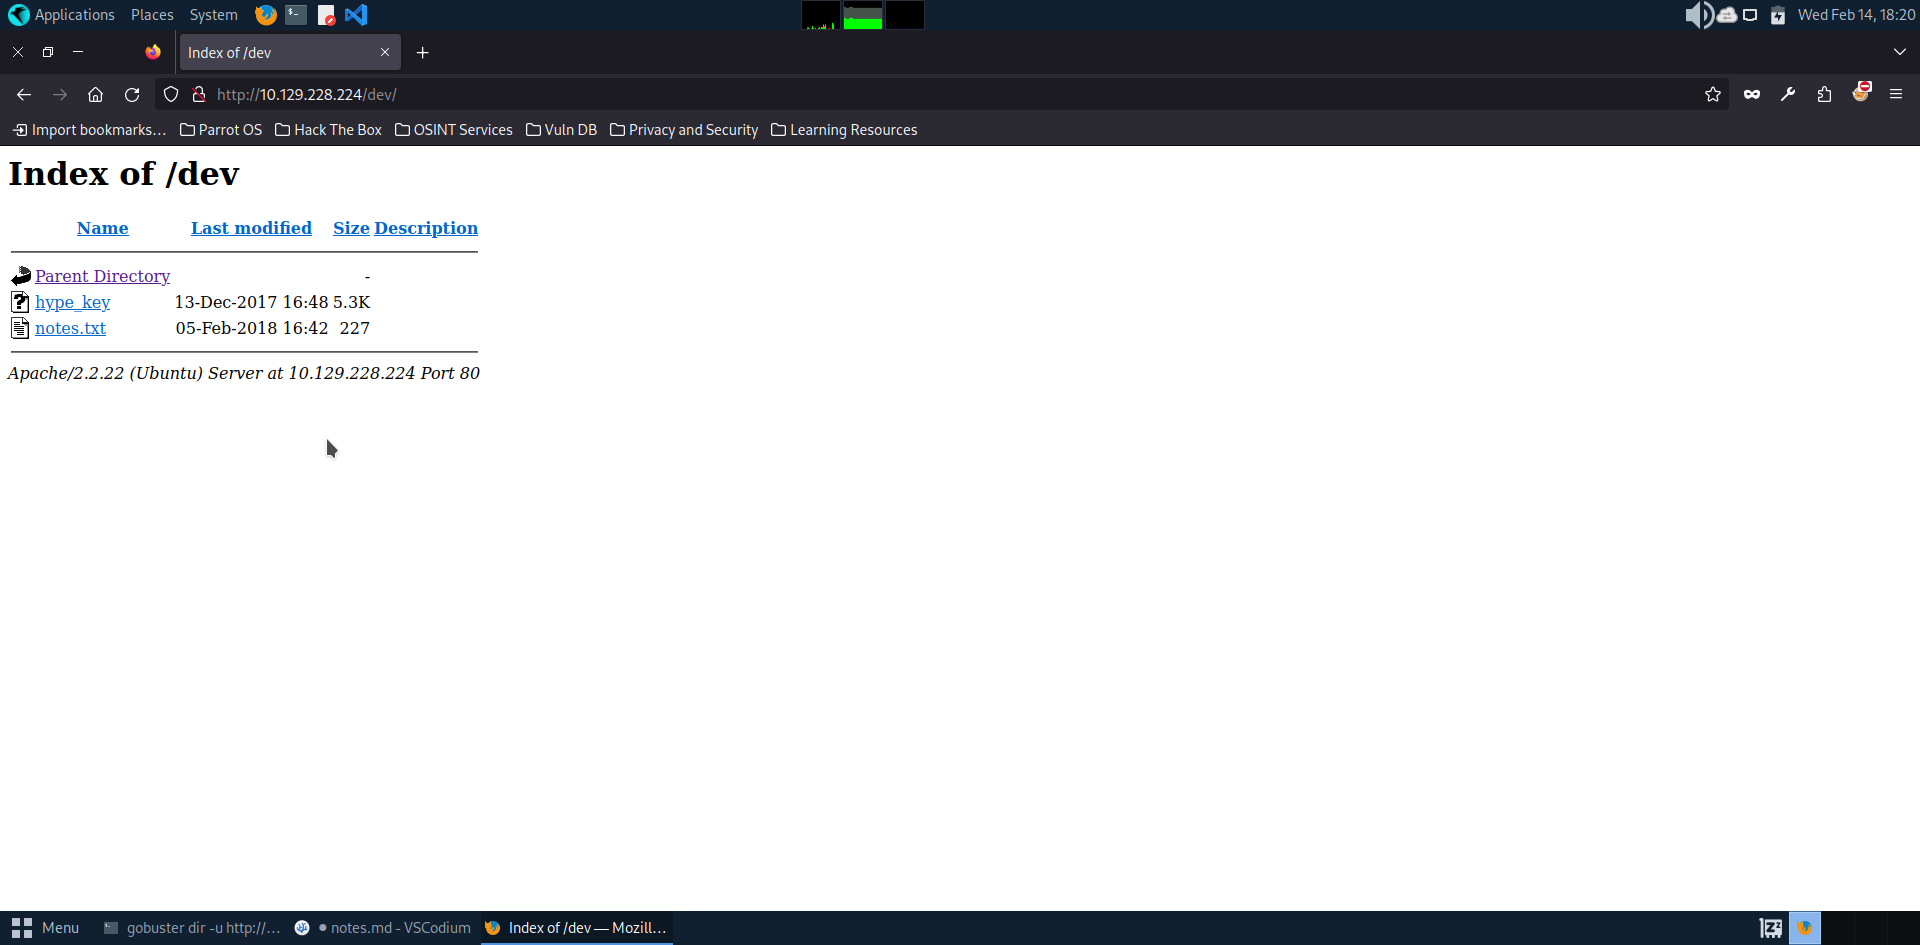 Applications Places System
Wed Feb 14, 18:20
Index of /dev
http://10.129.228.224/dev/
Import bookmarks… Parrot OS Hack The Box OSINT Services Vuln DB Privacy and Security Learning Resources
Index of /dev
Name Last modified Size Description
Parent Directory -
hype_key 13-Dec-2017 16:48 5.3K
notes.txt 05-Feb-2018 16:42 227
Apache/2.2.22 (Ubuntu) Server at 10.129.228.224 Port 80
Menu gobuster dir -u http://… • notes.md - VSCodium Index of /dev — Mozill…